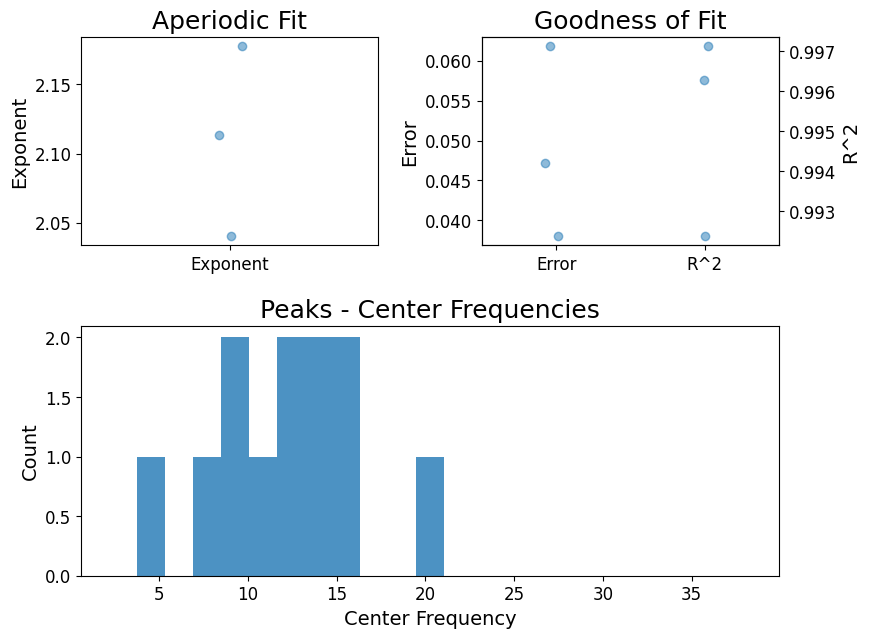 Aperiodic Fit
Exponent
2.15
2.10
2.05
Exponent
Goodness of Fit
Error
0.060
0.055
0.050
0.045
0.040
Error
R^2
0.997
0.996
0.995
0.994
0.993
R^2
Peaks - Center Frequencies
Count
2.0
1.5
1.0
0.5
0.0
5 10 15 20 25 30 35
Center Frequency